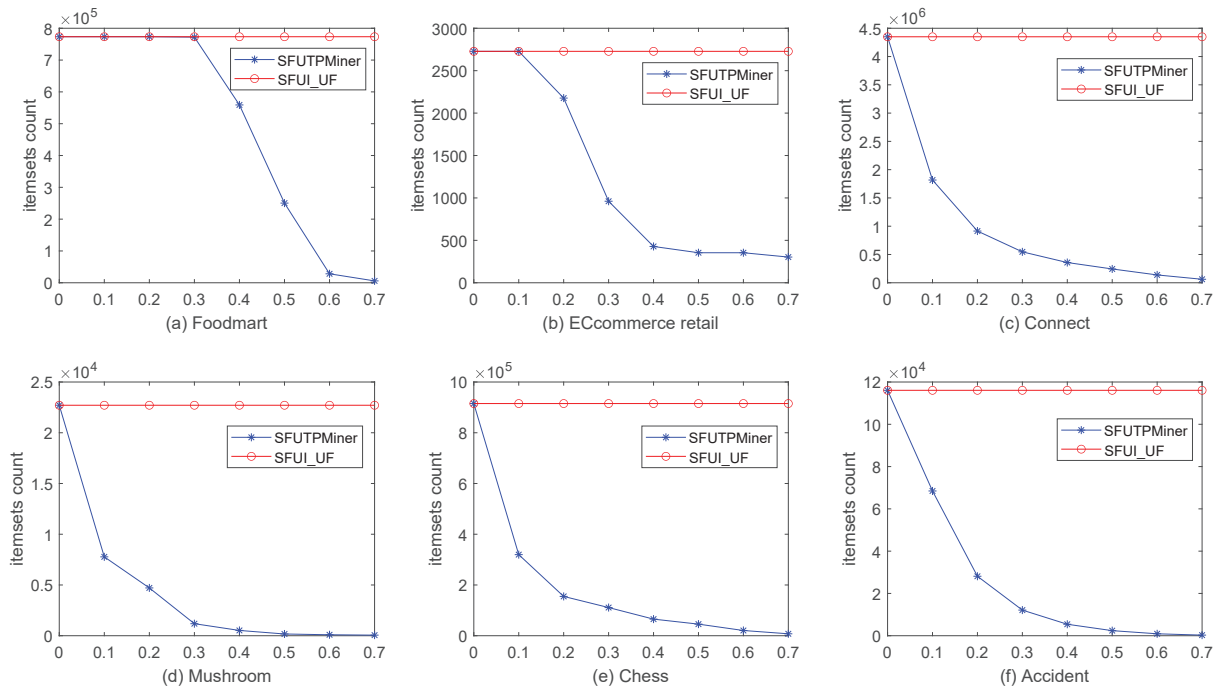 ×10^5
8
7
6
5
4
3
2
1
0
itemsets count
SFUTPMiner
SFUI_UF
0 0.1 0.2 0.3 0.4 0.5 0.6 0.7
(a) Foodmart
3000
2500
2000
1500
1000
500
0
itemsets count
SFUTPMiner
SFUI_UF
0 0.1 0.2 0.3 0.4 0.5 0.6 0.7
(b) ECcommerce retail
×10^6
4.5
4
3.5
3
2.5
2
1.5
1
0.5
0
itemsets count
SFUTPMiner
SFUI_UF
0 0.1 0.2 0.3 0.4 0.5 0.6 0.7
(c) Connect
×10^4
2.5
2
1.5
1
0.5
0
itemsets count
SFUTPMiner
SFUI_UF
0 0.1 0.2 0.3 0.4 0.5 0.6 0.7
(d) Mushroom
×10^5
10
8
6
4
2
0
itemsets count
SFUTPMiner
SFUI_UF
0 0.1 0.2 0.3 0.4 0.5 0.6 0.7
(e) Chess
×10^4
12
10
8
6
4
2
0
itemsets count
SFUTPMiner
SFUI_UF
0 0.1 0.2 0.3 0.4 0.5 0.6 0.7
(f) Accident